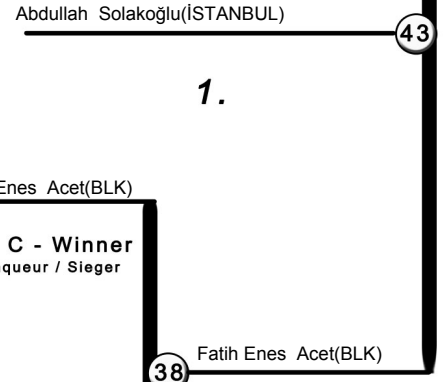 Abdullah Solakoğlu(İSTANBUL)
43
1.
Enes Acet(BLK)
C - Winner
queur / Sieger
Fatih Enes Acet(BLK)
38